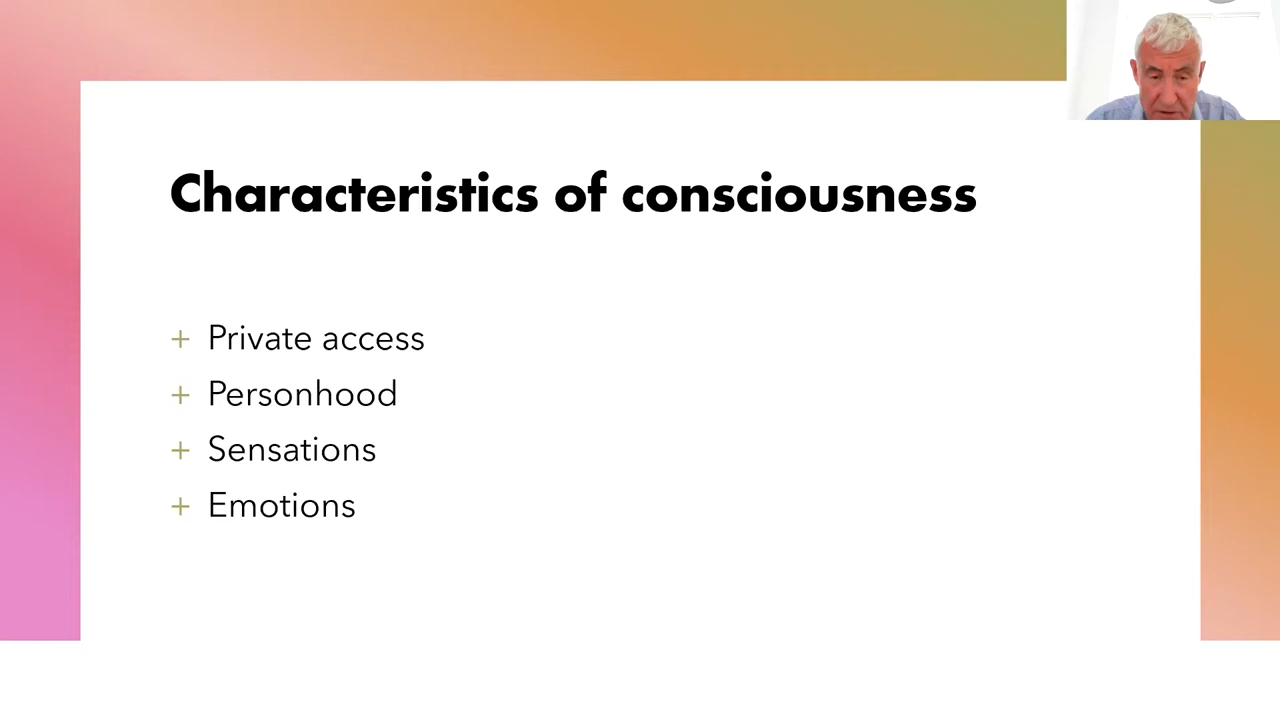 Characteristics of consciousness
+ Private access
+ Personhood
+ Sensations
+ Emotions